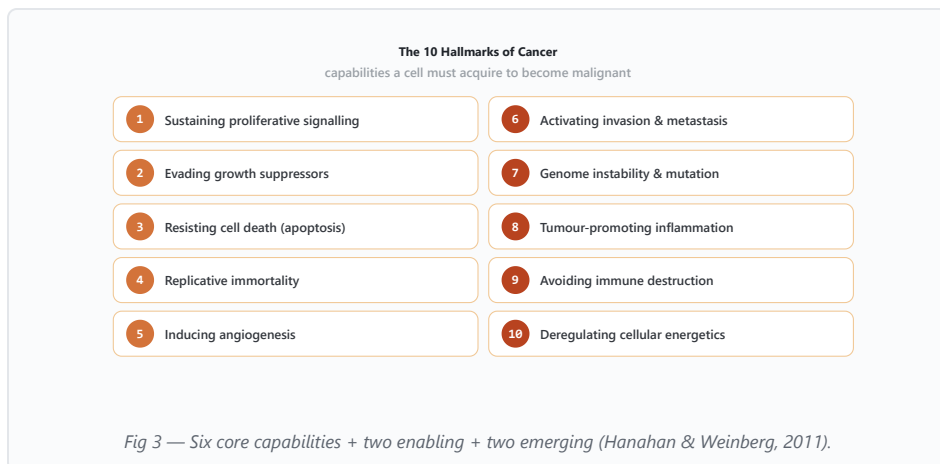 The 10 Hallmarks of Cancer
capabilities a cell must acquire to become malignant
1 Sustaining proliferative signalling
2 Evading growth suppressors
3 Resisting cell death (apoptosis)
4 Replicative immortality
5 Inducing angiogenesis
6 Activating invasion & metastasis
7 Genome instability & mutation
8 Tumour-promoting inflammation
9 Avoiding immune destruction
10 Deregulating cellular energetics
Fig 3 — Six core capabilities + two enabling + two emerging (Hanahan & Weinberg, 2011).